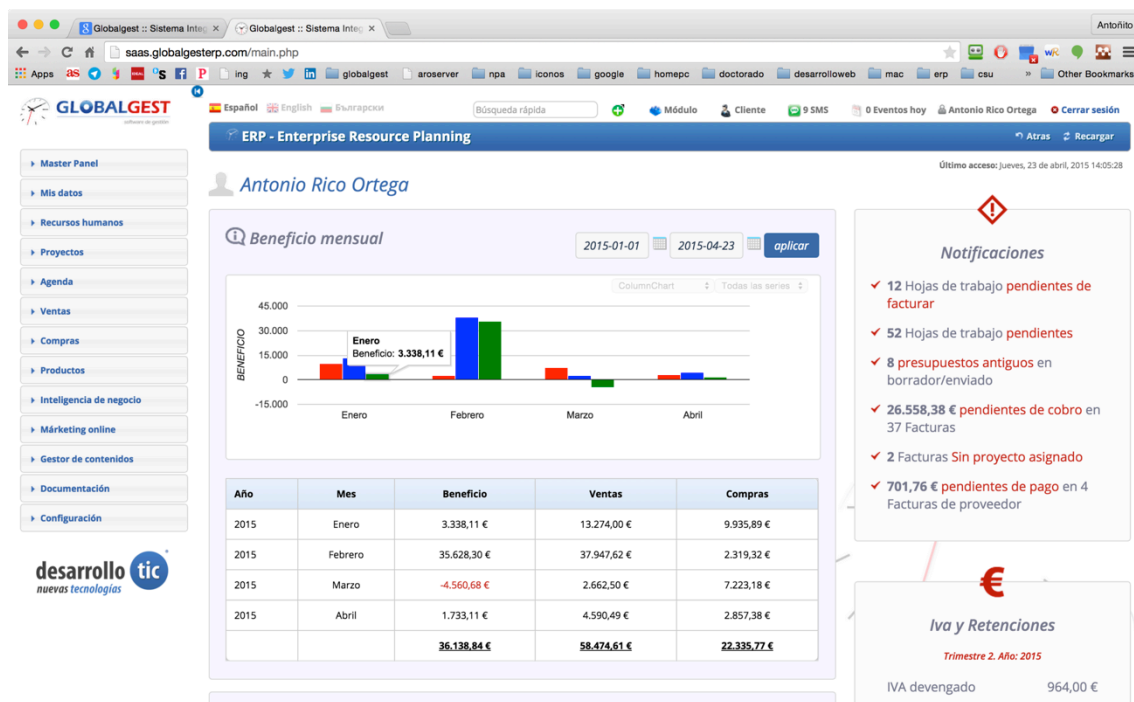 Globalgest :: Sistema Integ
Globalgest :: Sistema Integ
Antoñito
saas.globalgesterp.com/main.php
Apps
ing
globalgest
aroserver
npa
iconos
google
homepc
doctorado
desarrolloweb
mac
erp
csu
»
Other Bookmarks
GLOBALGEST
software de gestión
Español
English
Български
Búsqueda rápida
Módulo
Cliente
9 SMS
0 Eventos hoy
Antonio Rico Ortega
Cerrar sesión
ERP - Enterprise Resource Planning
Atras
Recargar
Último acceso: Jueves, 23 de abril, 2015 14:05:28
Master Panel
Mis datos
Recursos humanos
Proyectos
Agenda
Ventas
Compras
Productos
Inteligencia de negocio
Márketing online
Gestor de contenidos
Documentación
Configuración
desarrollo tic
nuevas tecnologías
Antonio Rico Ortega
Beneficio mensual
2015-01-01
2015-04-23
aplicar
ColumnChart
Todas las series
BENEFICIO
45.000
30.000
15.000
0
-15.000
Enero
Beneficio: 3.338,11 €
Enero
Febrero
Marzo
Abril
Año Mes Beneficio Ventas Compras
2015 Enero 3.338,11 € 13.274,00 € 9.935,89 €
2015 Febrero 35.628,30 € 37.947,62 € 2.319,32 €
2015 Marzo -4.560,68 € 2.662,50 € 7.223,18 €
2015 Abril 1.733,11 € 4.590,49 € 2.857,38 €
36.138,84 € 58.474,61 € 22.335,77 €
Notificaciones
12 Hojas de trabajo pendientes de
facturar
52 Hojas de trabajo pendientes
8 presupuestos antiguos en
borrador/enviado
26.558,38 € pendientes de cobro en
37 Facturas
2 Facturas Sin proyecto asignado
701,76 € pendientes de pago en 4
Facturas de proveedor
€
Iva y Retenciones
Trimestre 2. Año: 2015
IVA devengado 964,00 €